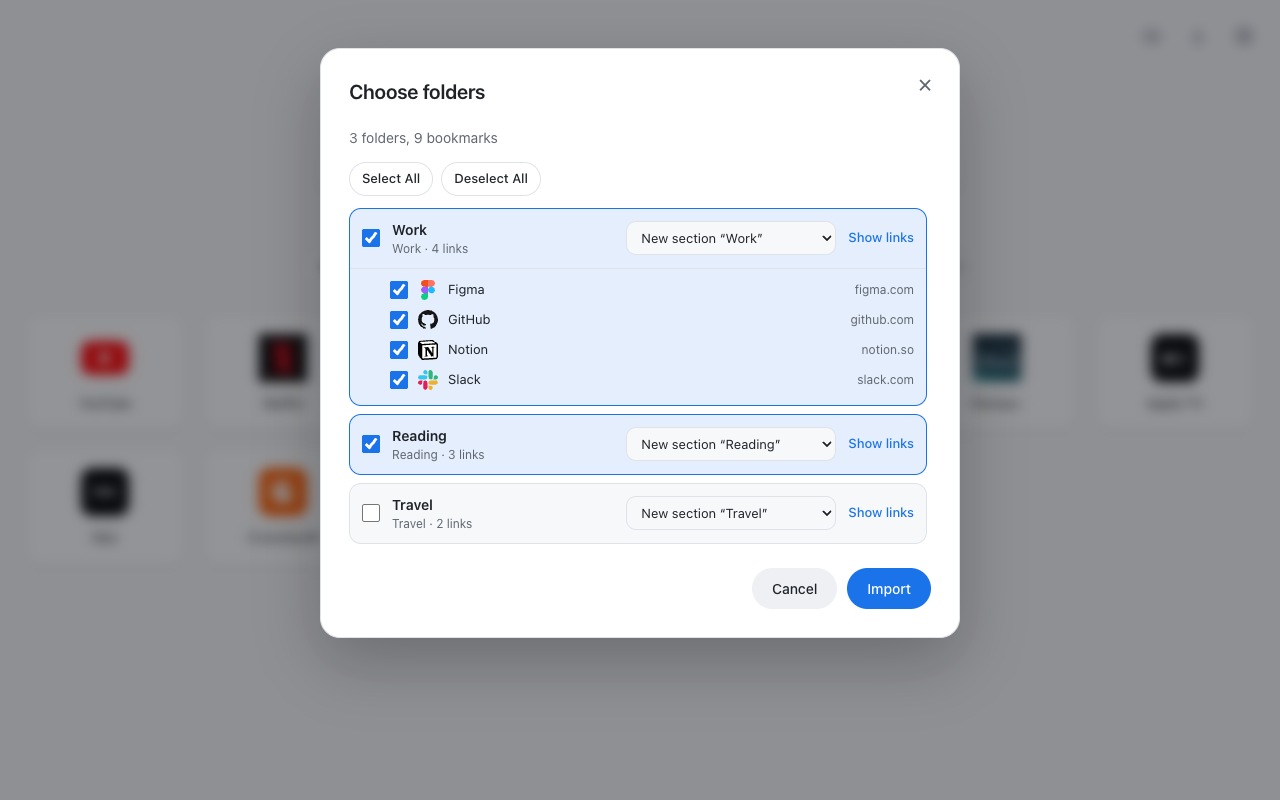 Choose folders
3 folders, 9 bookmarks
Select All
Deselect All
Work
Work · 4 links
New section “Work”
Show links
Figma
figma.com
GitHub
github.com
Notion
notion.so
Slack
slack.com
Reading
Reading · 3 links
New section “Reading”
Show links
Travel
Travel · 2 links
New section “Travel”
Show links
Cancel
Import